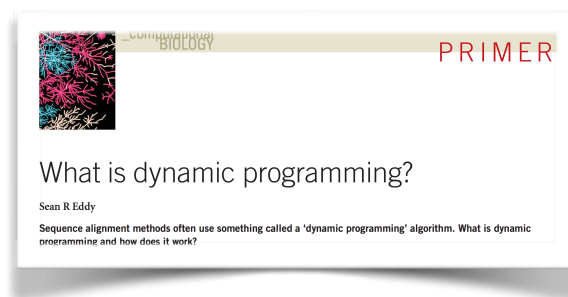 _computational
BIOLOGY
PRIMER
What is dynamic programming?
Sean R Eddy
Sequence alignment methods often use something called a ‘dynamic programming’ algorithm. What is dynamic
programming and how does it work?